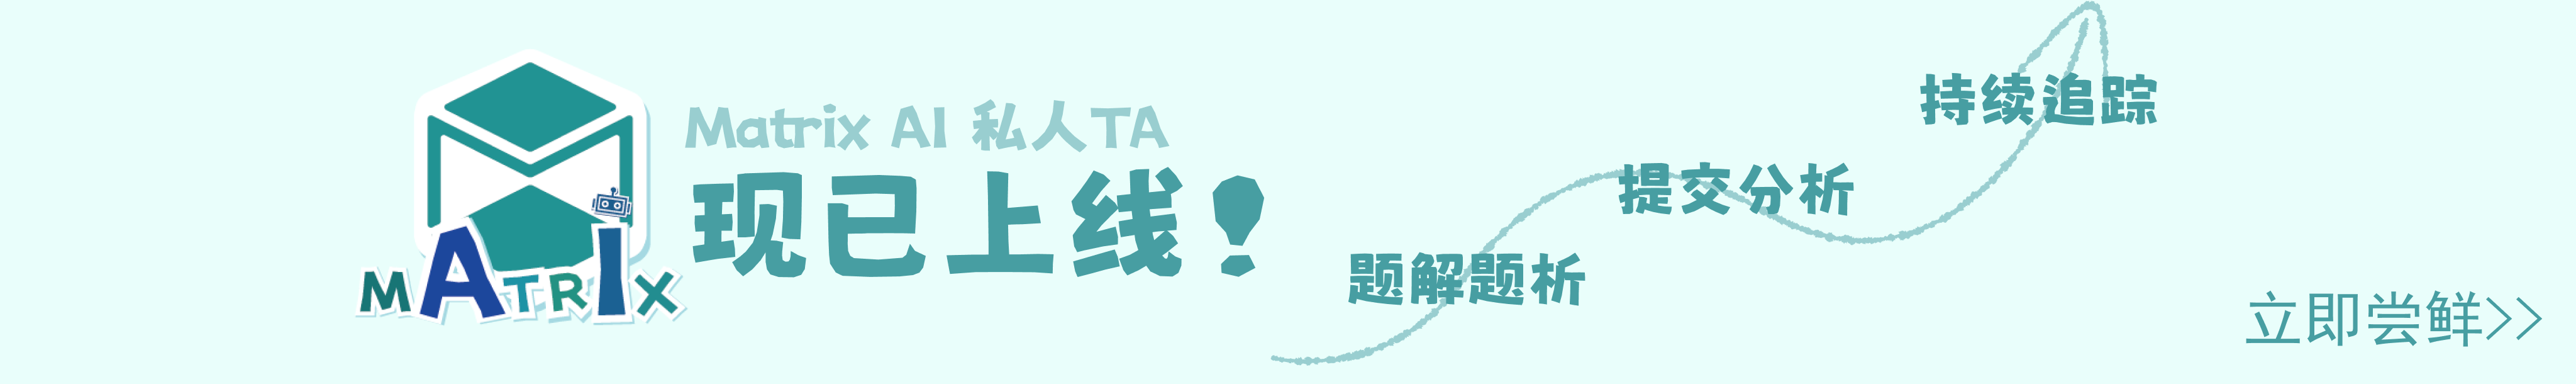 MATRIX
Matrix AI 私人TA
现已上线！
题解题析
提交分析
持续追踪
立即尝鲜>>